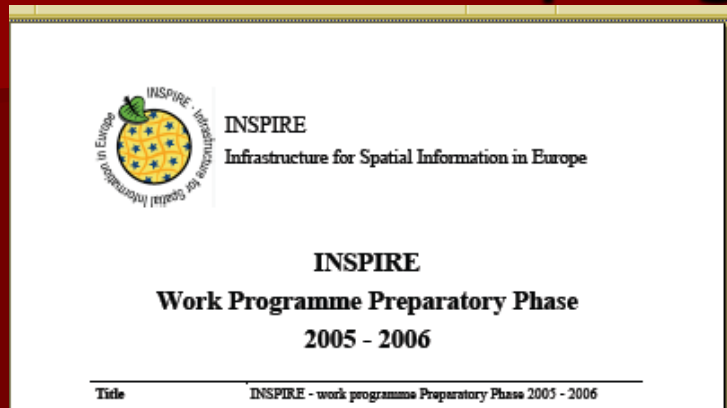 INSPIRE - Infrastructure for Spatial Information in Europe
INSPIRE
Infrastructure for Spatial Information in Europe
INSPIRE
Work Programme Preparatory Phase
2005 - 2006
Title INSPIRE - work programme Preparatory Phase 2005 - 2006